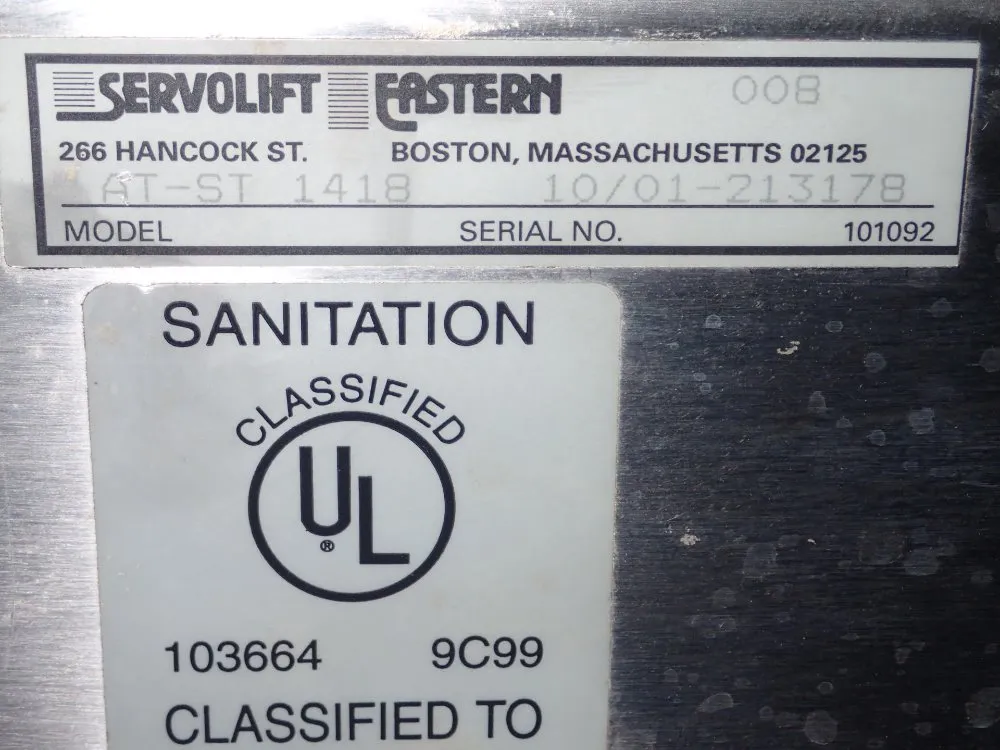 SERVOLIFT EASTERN 008
266 HANCOCK ST. BOSTON, MASSACHUSETTS 02125
AT-ST 1418 10/01-213178
MODEL SERIAL NO. 101092
SANITATION
CLASSIFIED
UL
®
103664 9C99
CLASSIFIED TO